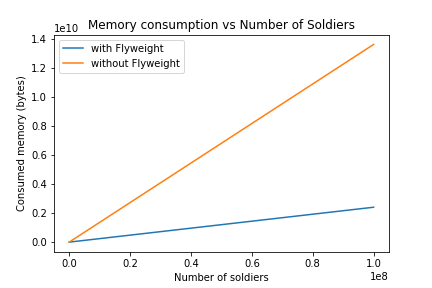 Memory consumption vs Number of Soldiers
1e10
with Flyweight
without Flyweight
1.4
1.2
1.0
0.8
0.6
0.4
0.2
0.0
Consumed memory (bytes)
0.0 0.2 0.4 0.6 0.8 1.0
1e8
Number of soldiers